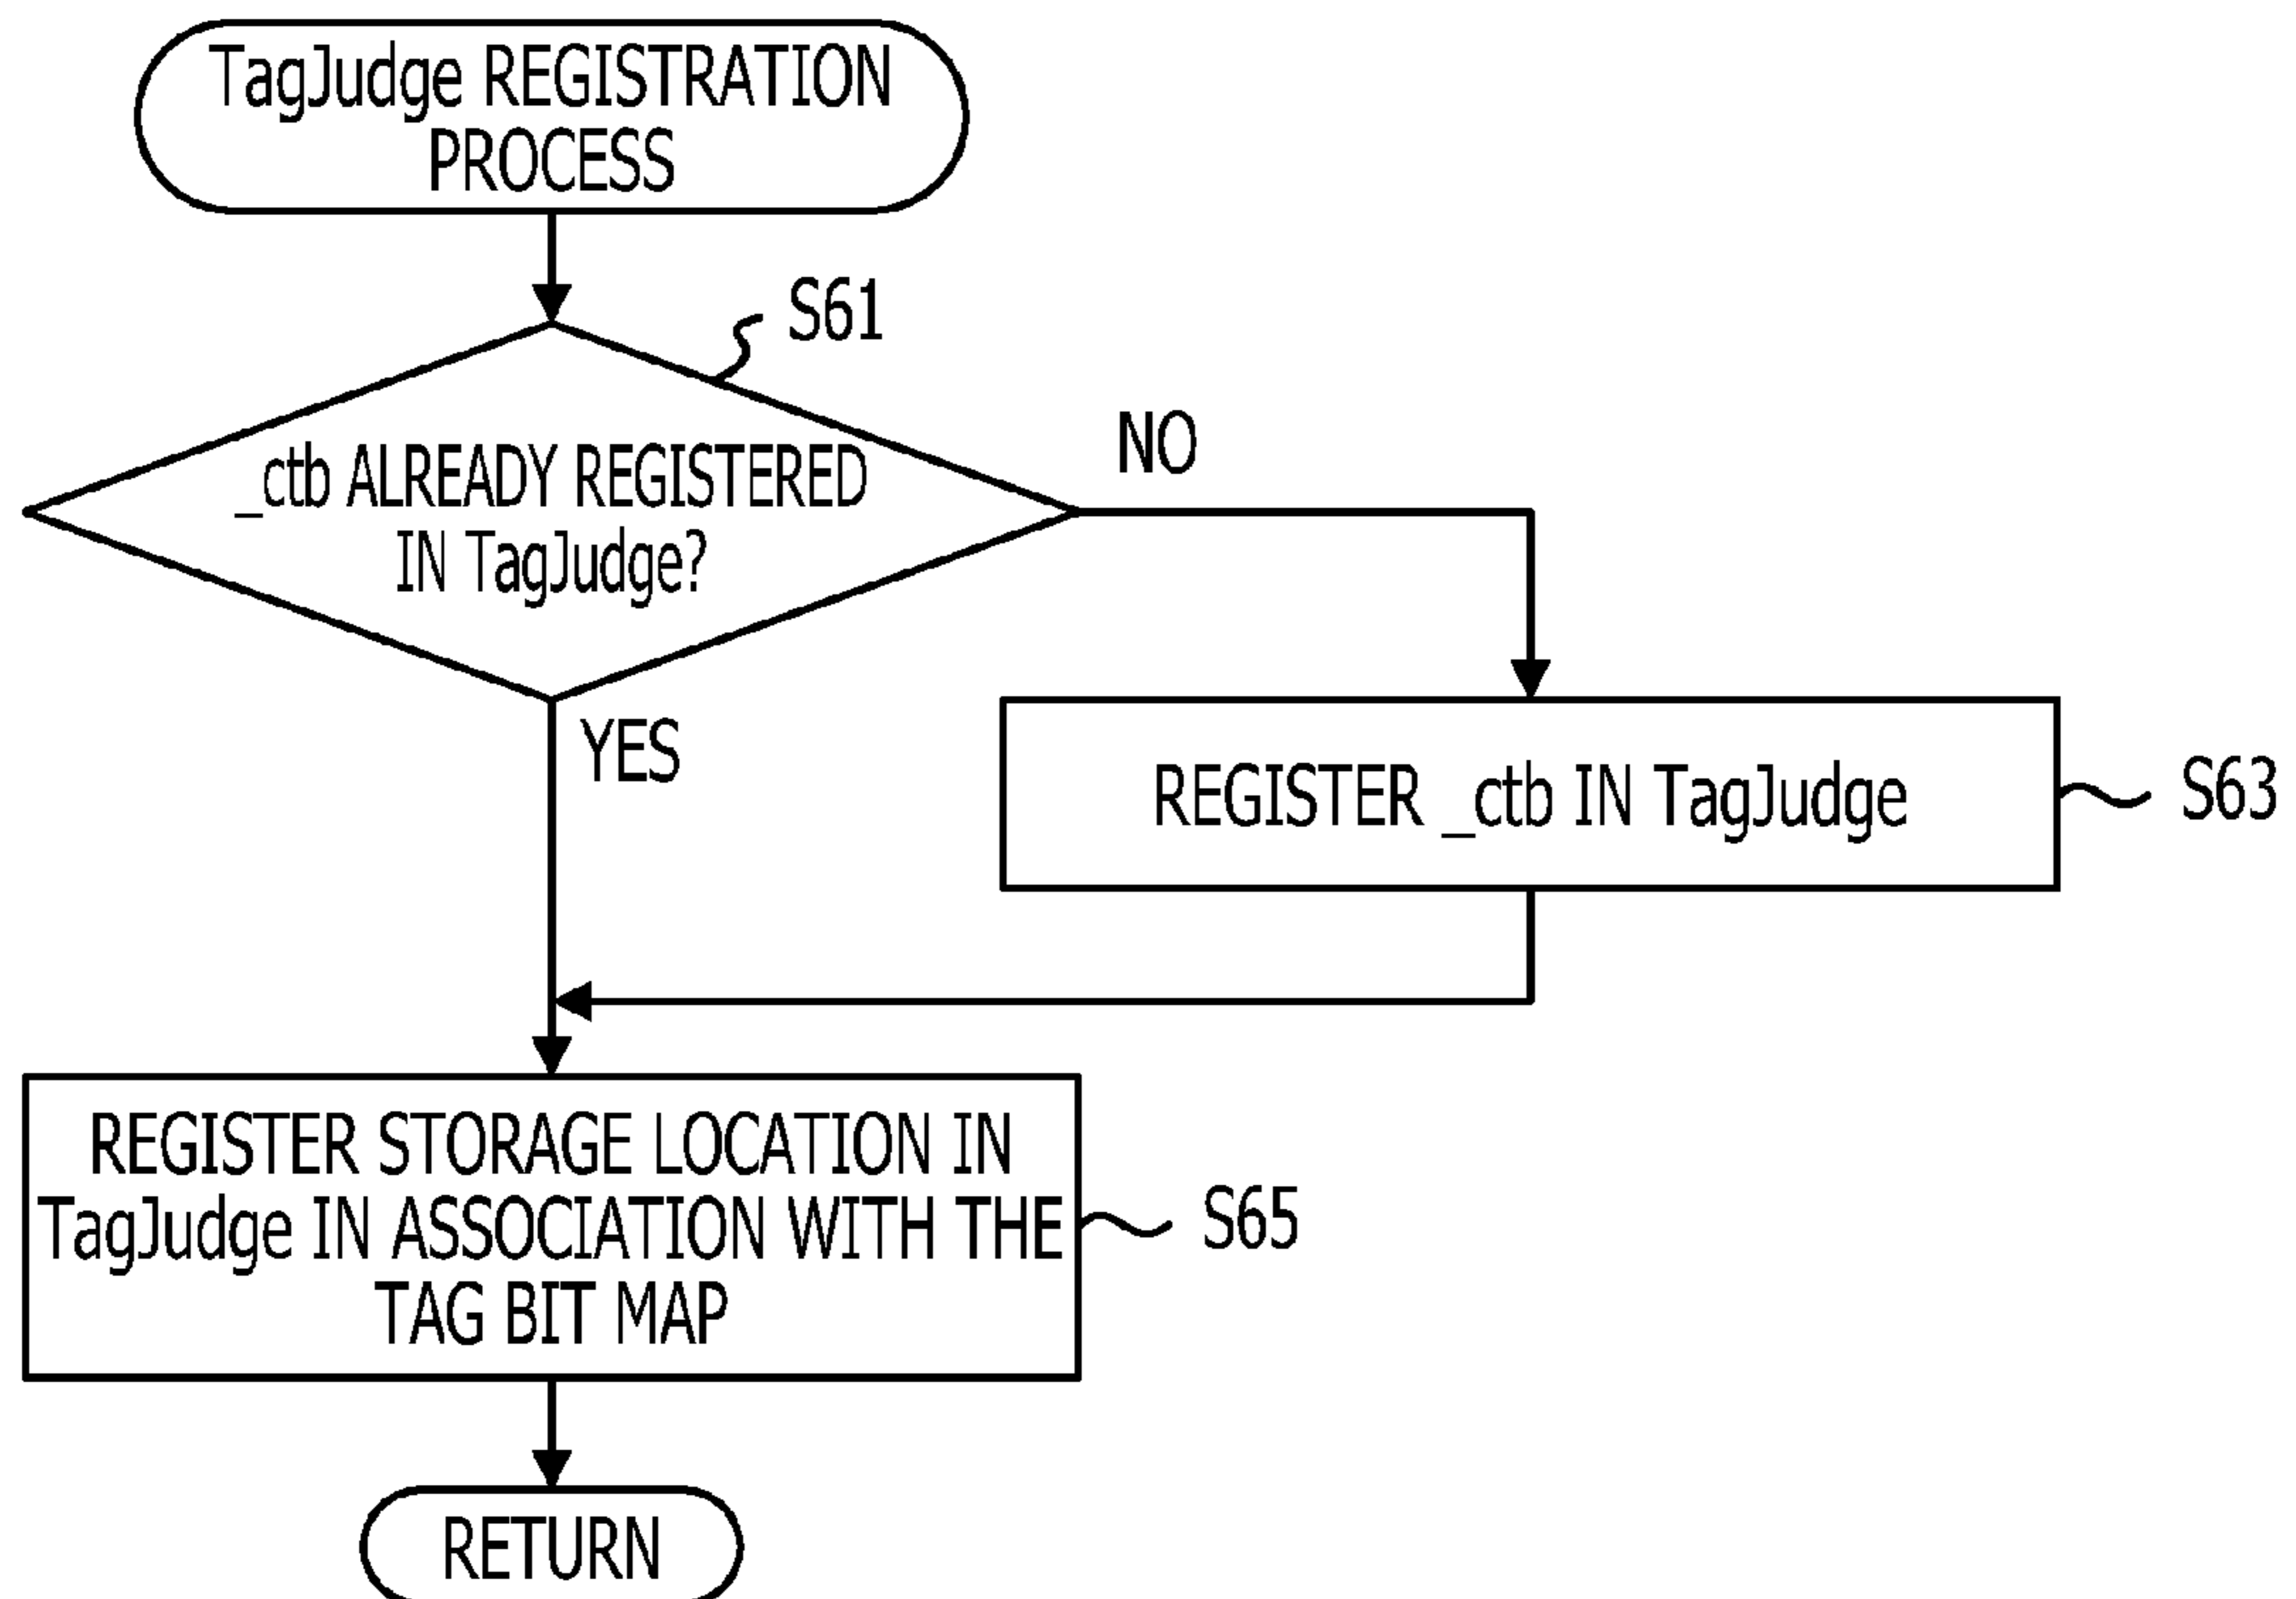 TagJudge REGISTRATION
PROCESS
S61
_ctb ALREADY REGISTERED
IN TagJudge?
NO
YES
REGISTER _ctb IN TagJudge
S63
REGISTER STORAGE LOCATION IN
TagJudge IN ASSOCIATION WITH THE
TAG BIT MAP
S65
RETURN